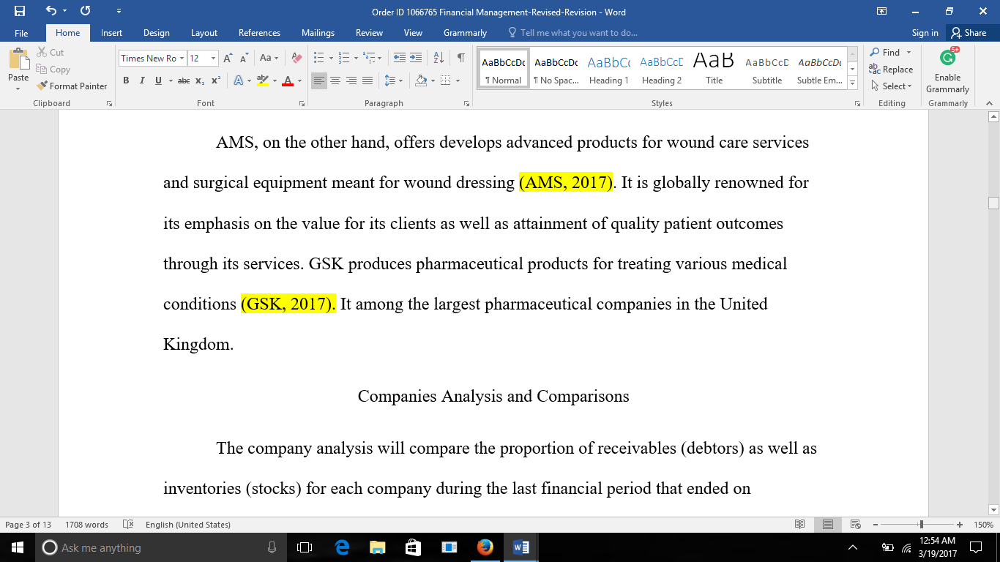 Order ID 1066765 Financial Management-Revised-Revision - Word
File Home Insert Design Layout References Mailings Review View Grammarly Tell me what you want to do... Sign in Share
Paste
Cut
Copy
Format Painter
Clipboard
Times New Ro 12
B I U abc x₂ x²
Font
Paragraph
AaBbCcDc AaBbCcDc AaBbCc AaBbCcD AaB AaBbCcD AaBbCcDt
¶ Normal ¶ No Spac... Heading 1 Heading 2 Title Subtitle Subtle Em...
Styles
Find
Replace
Select
Editing
5+
Enable
Grammarly
Grammarly
AMS, on the other hand, offers develops advanced products for wound care services
and surgical equipment meant for wound dressing (AMS, 2017). It is globally renowned for
its emphasis on the value for its clients as well as attainment of quality patient outcomes
through its services. GSK produces pharmaceutical products for treating various medical
conditions (GSK, 2017). It among the largest pharmaceutical companies in the United
Kingdom.
Companies Analysis and Comparisons
The company analysis will compare the proportion of receivables (debtors) as well as
inventories (stocks) for each company during the last financial period that ended on
Page 3 of 13 1708 words English (United States) 150%
Ask me anything
12:54 AM
3/19/2017